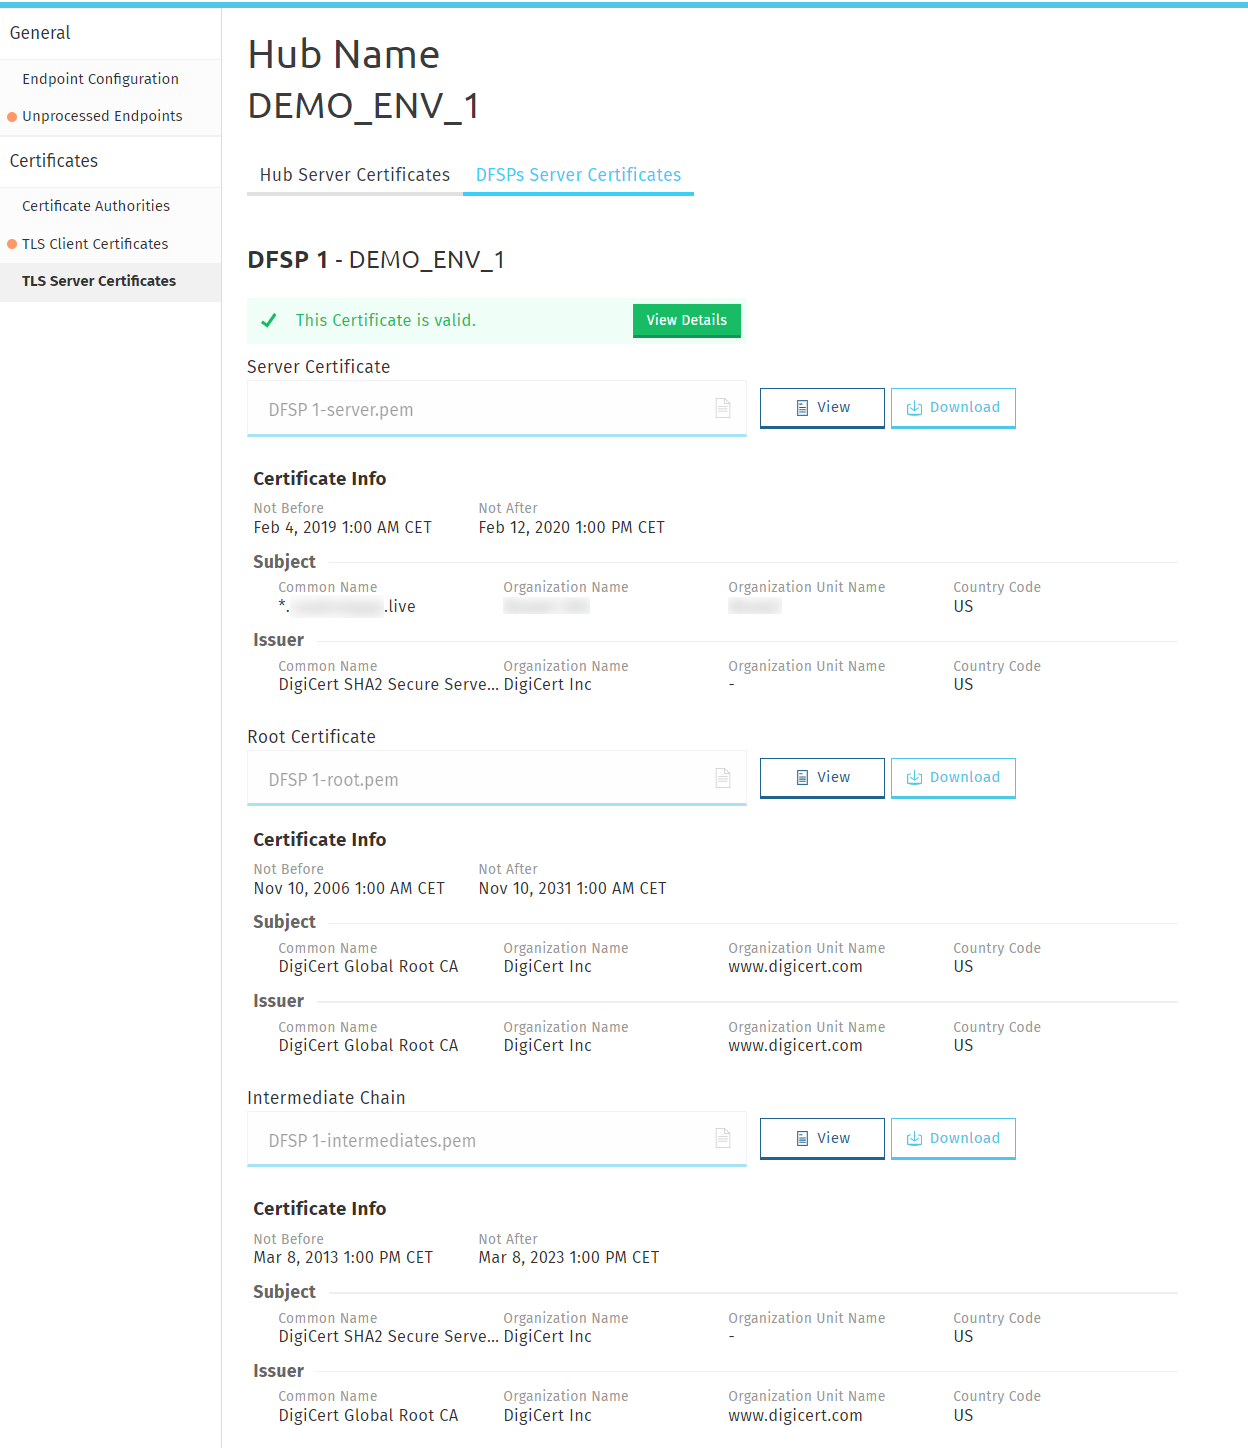 General
Endpoint Configuration
Unprocessed Endpoints
Certificates
Certificate Authorities
TLS Client Certificates
TLS Server Certificates
Hub Name
DEMO_ENV_1
Hub Server Certificates DFSPs Server Certificates
DFSP 1 - DEMO_ENV_1
This Certificate is valid. View Details
Server Certificate
DFSP 1-server.pem View Download
Certificate Info
Not Before Not After
Feb 4, 2019 1:00 AM CET Feb 12, 2020 1:00 PM CET
Subject
Common Name Organization Name Organization Unit Name Country Code
*. .live US
Issuer
Common Name Organization Name Organization Unit Name Country Code
DigiCert SHA2 Secure Serve... DigiCert Inc - US
Root Certificate
DFSP 1-root.pem View Download
Certificate Info
Not Before Not After
Nov 10, 2006 1:00 AM CET Nov 10, 2031 1:00 AM CET
Subject
Common Name Organization Name Organization Unit Name Country Code
DigiCert Global Root CA DigiCert Inc www.digicert.com US
Issuer
Common Name Organization Name Organization Unit Name Country Code
DigiCert Global Root CA DigiCert Inc www.digicert.com US
Intermediate Chain
DFSP 1-intermediates.pem View Download
Certificate Info
Not Before Not After
Mar 8, 2013 1:00 PM CET Mar 8, 2023 1:00 PM CET
Subject
Common Name Organization Name Organization Unit Name Country Code
DigiCert SHA2 Secure Serve... DigiCert Inc - US
Issuer
Common Name Organization Name Organization Unit Name Country Code
DigiCert Global Root CA DigiCert Inc www.digicert.com US